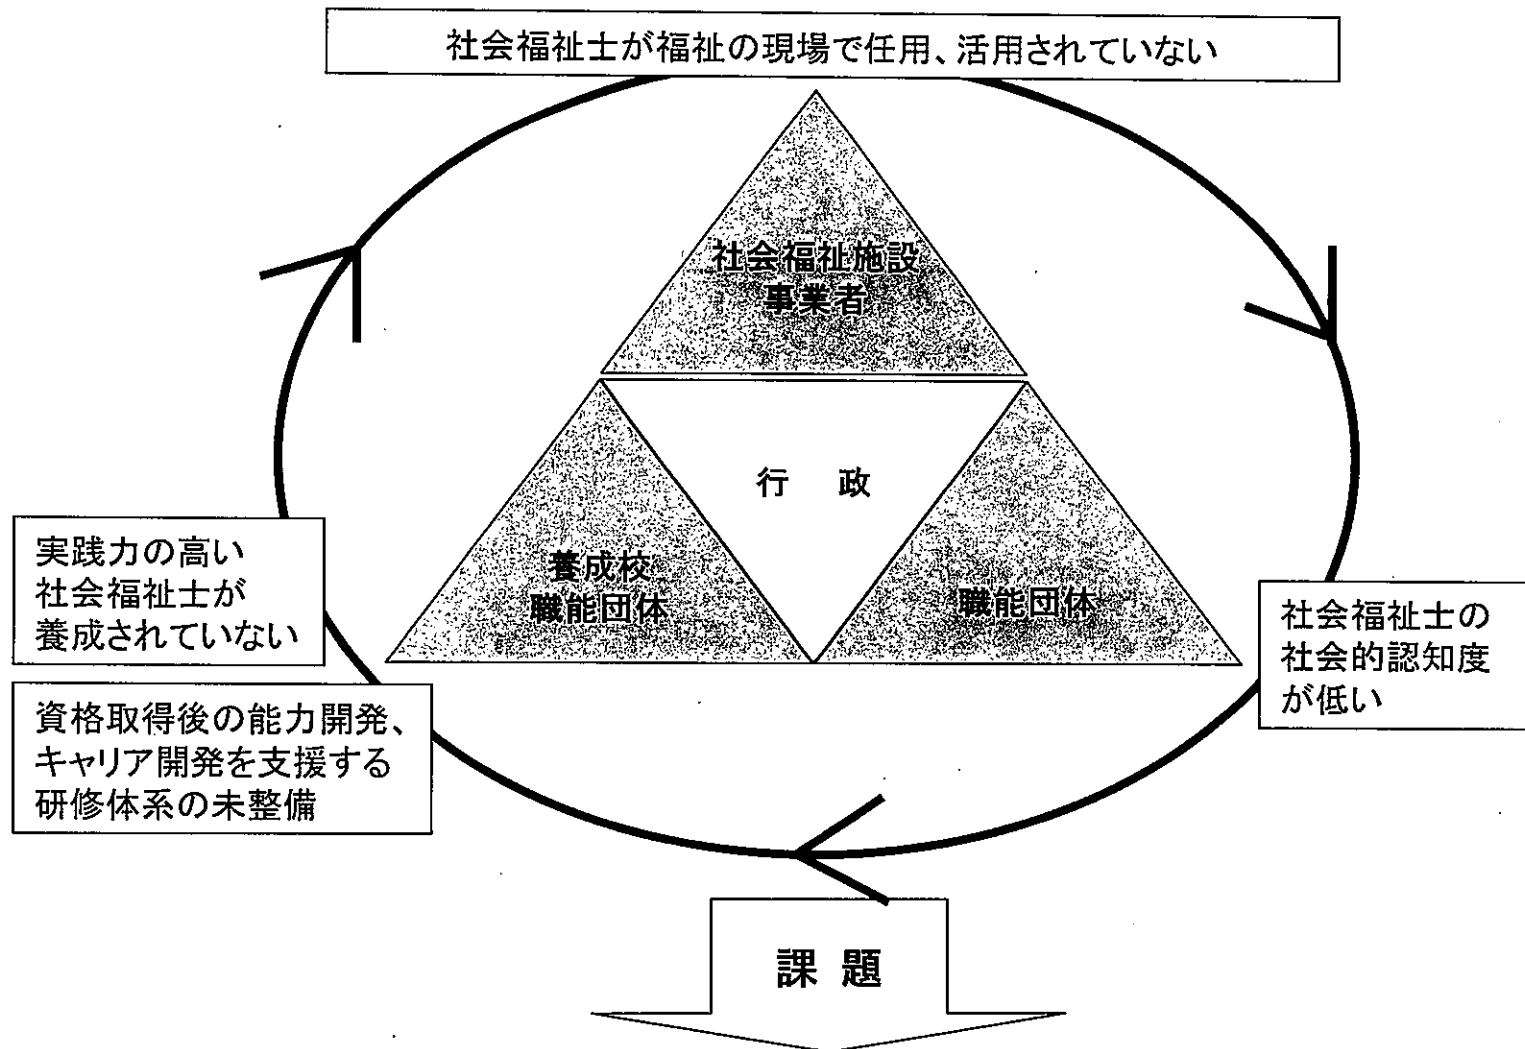 社会福祉士が福祉の現場で任用、活用されていない
社会福祉施設
事業者
行 政
養成校
職能団体
職能団体
実践力の高い
社会福祉士が
養成されていない
社会福祉士の
社会的認知度
が低い
資格取得後の能力開発、
キャリア開発を支援する
研修体系の未整備
課 題